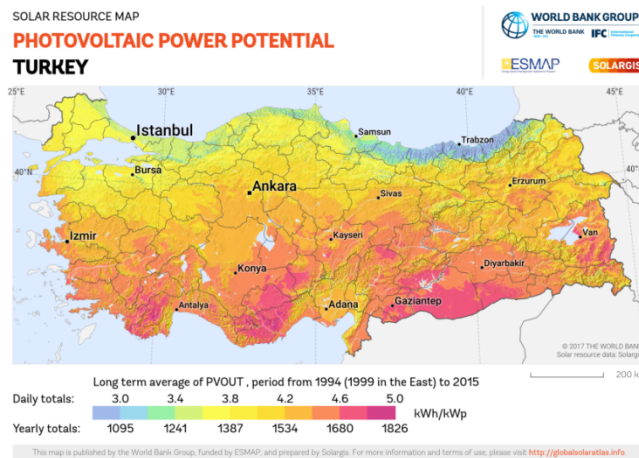 SOLAR RESOURCE MAP
PHOTOVOLTAIC POWER POTENTIAL
TURKEY
WORLD BANK GROUP
THE WORLD BANK IFC International
ESMAP SOLARGIS
25°E 30°E 35°E 40°E 45°E
Istanbul
Samsun
Trabzon
40°N
Bursa
Erzurum
40°N
Ankara
Sivas
Izmir
Kayseri
Van
Konya
Diyarbakir
Antalya
Adana
Gaziantep
© 2017 THE WORLD BAN
Solar resource data: Solargi
200 k
Long term average of PVOUT , period from 1994 (1999 in the East) to 2015
Daily totals: 3.0 3.4 3.8 4.2 4.6 5.0
kWh/kWp
Yearly totals: 1095 1241 1387 1534 1680 1826
This map is published by the World Bank Group, funded by ESMAP, and prepared by Solargis. For more information and terms of use, please visit http://globalsolaratlas.info.